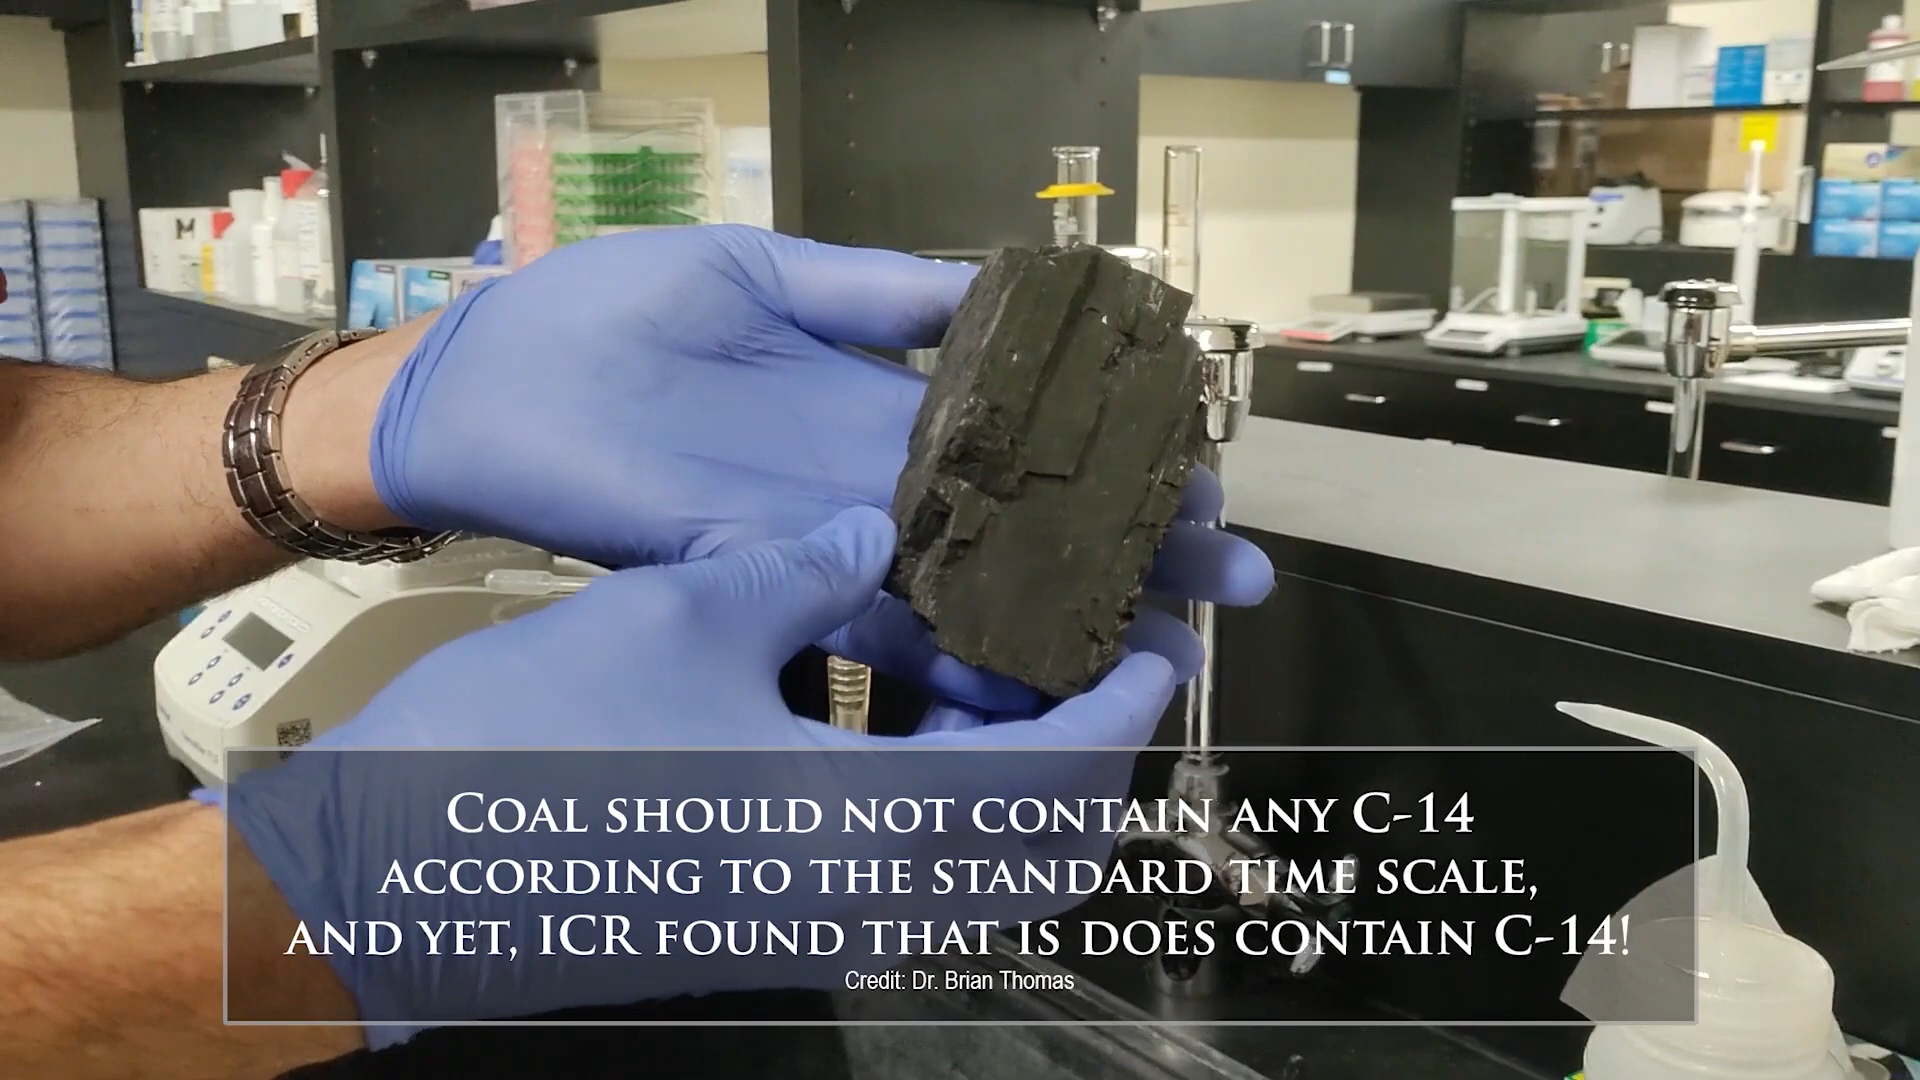 M
Coal should not contain any C-14
according to the standard time scale,
and yet, ICR found that is does contain C-14!
Credit: Dr. Brian Thomas